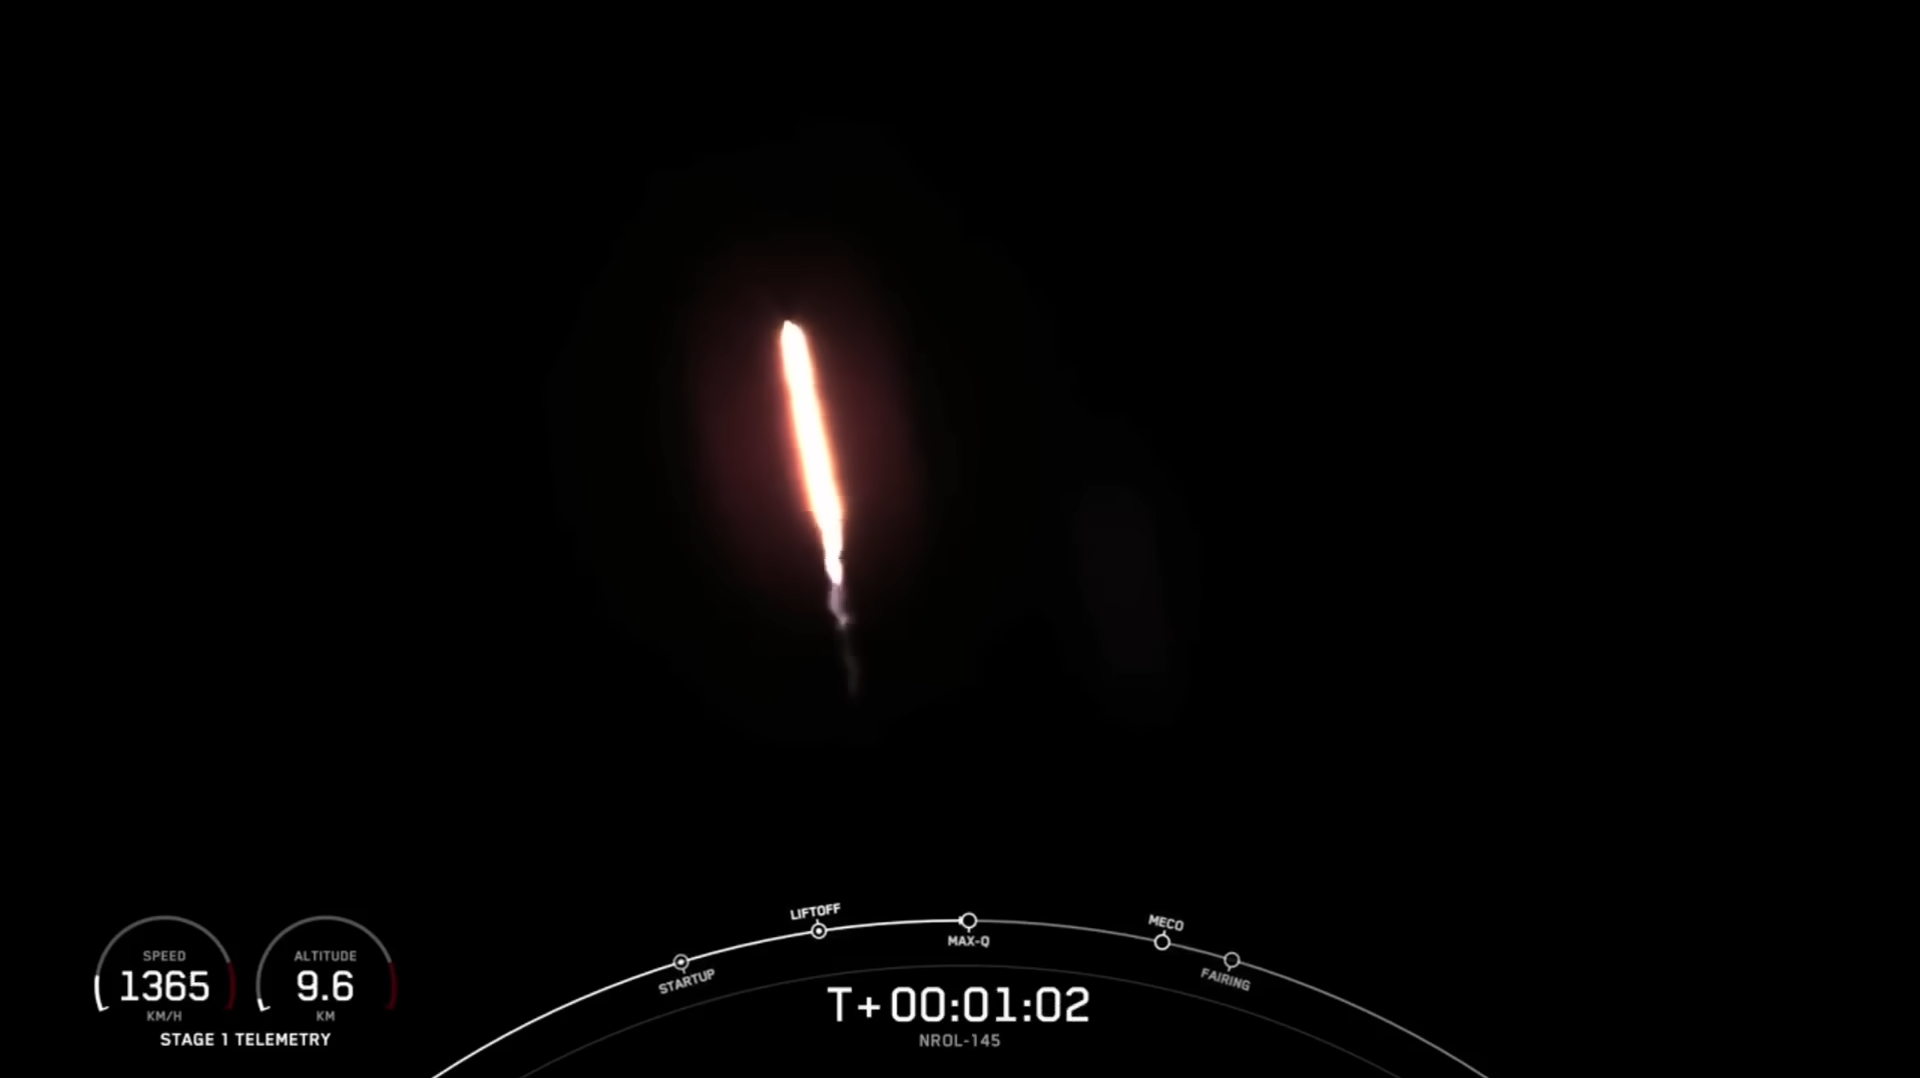 LIFTOFF
MAX-Q
MECO
STARTUP
FAIRING
SPEED
1365
KM/H
ALTITUDE
9.6
KM
STAGE 1 TELEMETRY
T+00:01:02
NROL-145